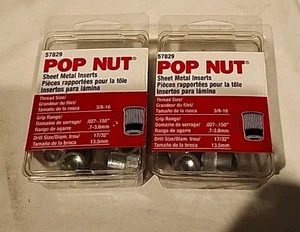 57829
POP NUT
Sheet Metal Inserts
Pièces rapportées pour la tôle
Insertos para lámina
Thread Size/
Grandeur du filet/
Tamaño de la rosca 3/8-16
Grip Range/
Domaine de serrage/ .027-.150"
Rango de agarre .7-3.8mm
Drill Size/Diam. trou/ 17/32"
Tamaño de la broca 13.5mm
57829
POP NUT
Sheet Metal Inserts
Pièces rapportées pour la tôle
Insertos para lámina
Thread Size/
Grandeur du filet/
Tamaño de la rosca 3/8-16
Grip Range/
Domaine de serrage/ .027-.150"
Rango de agarre .7-3.8mm
Drill Size/Diam. trou/ 17/32"
Tamaño de la broca 13.5mm